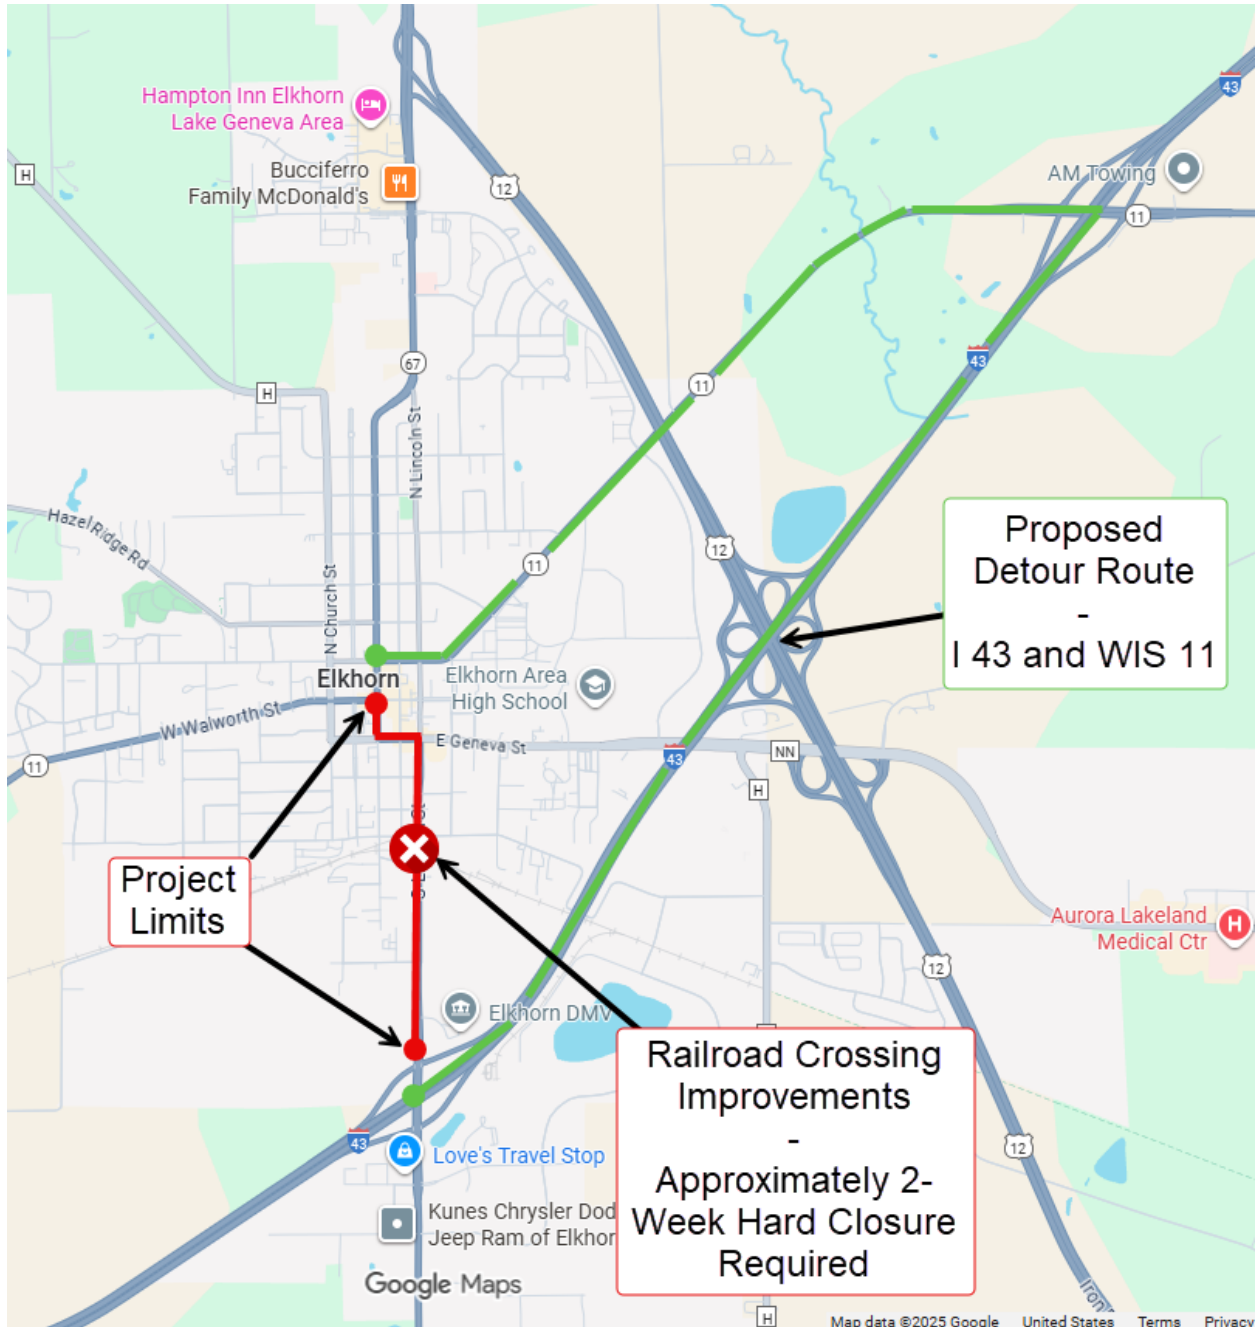 43
Hampton Inn Elkhorn
Lake Geneva Area
Bucciferro
Family McDonald's
H
12
AM Towing
11
67
H
11
43
N Lincoln St
Hazel Ridge Rd
N Church St
11
12
Proposed
Detour Route
-
I 43 and WIS 11
Elkhorn
Elkhorn Area
High School
W Walworth St
E Geneva St
11
43
NN
H
Project
Limits
Aurora Lakeland
Medical Ctr
H
12
Elkhorn DMV
Railroad Crossing
Improvements
-
Approximately 2-
Week Hard Closure
Required
43
Love's Travel Stop
12
Kunes Chrysler Dod
Jeep Ram of Elkhor
Google Maps
Iron
H
Map data ©2025 Google United States Terms Privacy